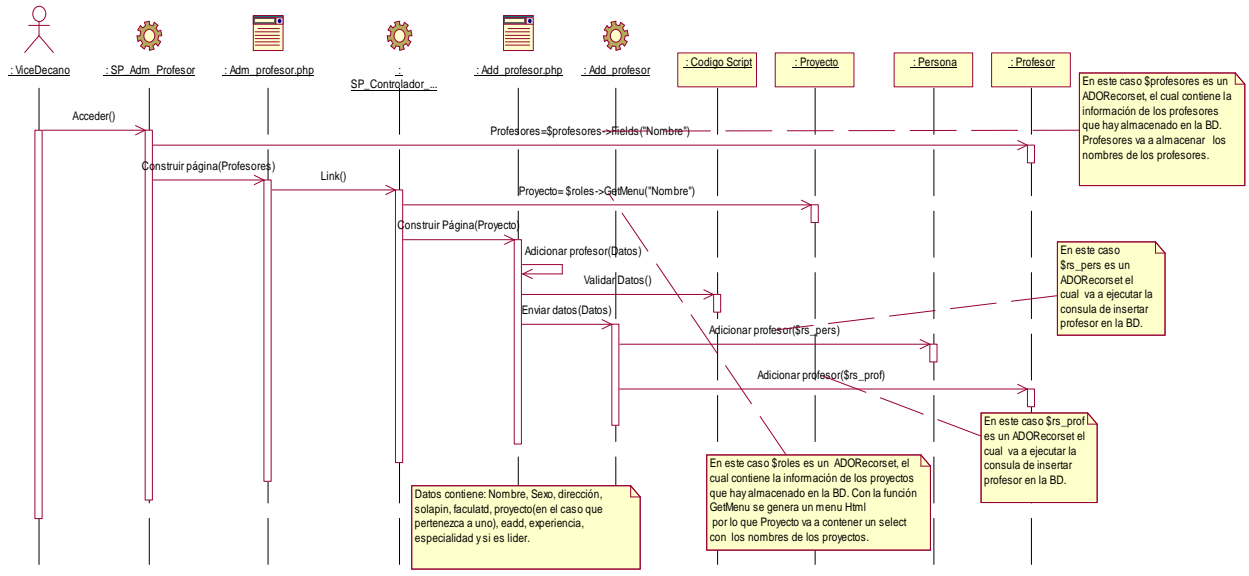 : ViceDecano
: SP_Adm_Profesor
: Adm_profesor.php
:
SP_Controlador_...
: Add_profesor.php
: Add_profesor
: Codigo Script
: Proyecto
: Persona
: Profesor
En este caso $profesores es un
ADORecorset, el cual contiene la
información de los profesores
que hay almacenado en la BD.
Profesores va a almacenar los
nombres de los profesores.
Acceder()
Profesores=$profesores->Fields("Nombre")
Construir página(Profesores)
Link()
Proyecto= $roles->GetMenu("Nombre")
Construir Página(Proyecto)
Adicionar profesor(Datos)
Validar Datos()
Enviar datos(Datos)
Adicionar profesor($rs_pers)
Adicionar profesor($rs_prof)
En este caso
$rs_pers es un
ADORecorset el
cual va a ejecutar la
consula de insertar
profesor en la BD.
En este caso $rs_prof
es un ADORecorset el
cual va a ejecutar la
consula de insertar
profesor en la BD.
En este caso $roles es un ADORecorset, el
cual contiene la información de los proyectos
que hay almacenado en la BD. Con la función
GetMenu se genera un menu Html
por lo que Proyecto va a contener un select
con los nombres de los proyectos.
Datos contiene: Nombre, Sexo, dirección,
solapin, faculatd, proyecto(en el caso que
pertenezca a uno), eadd, experiencia,
especialidad y si es lider.